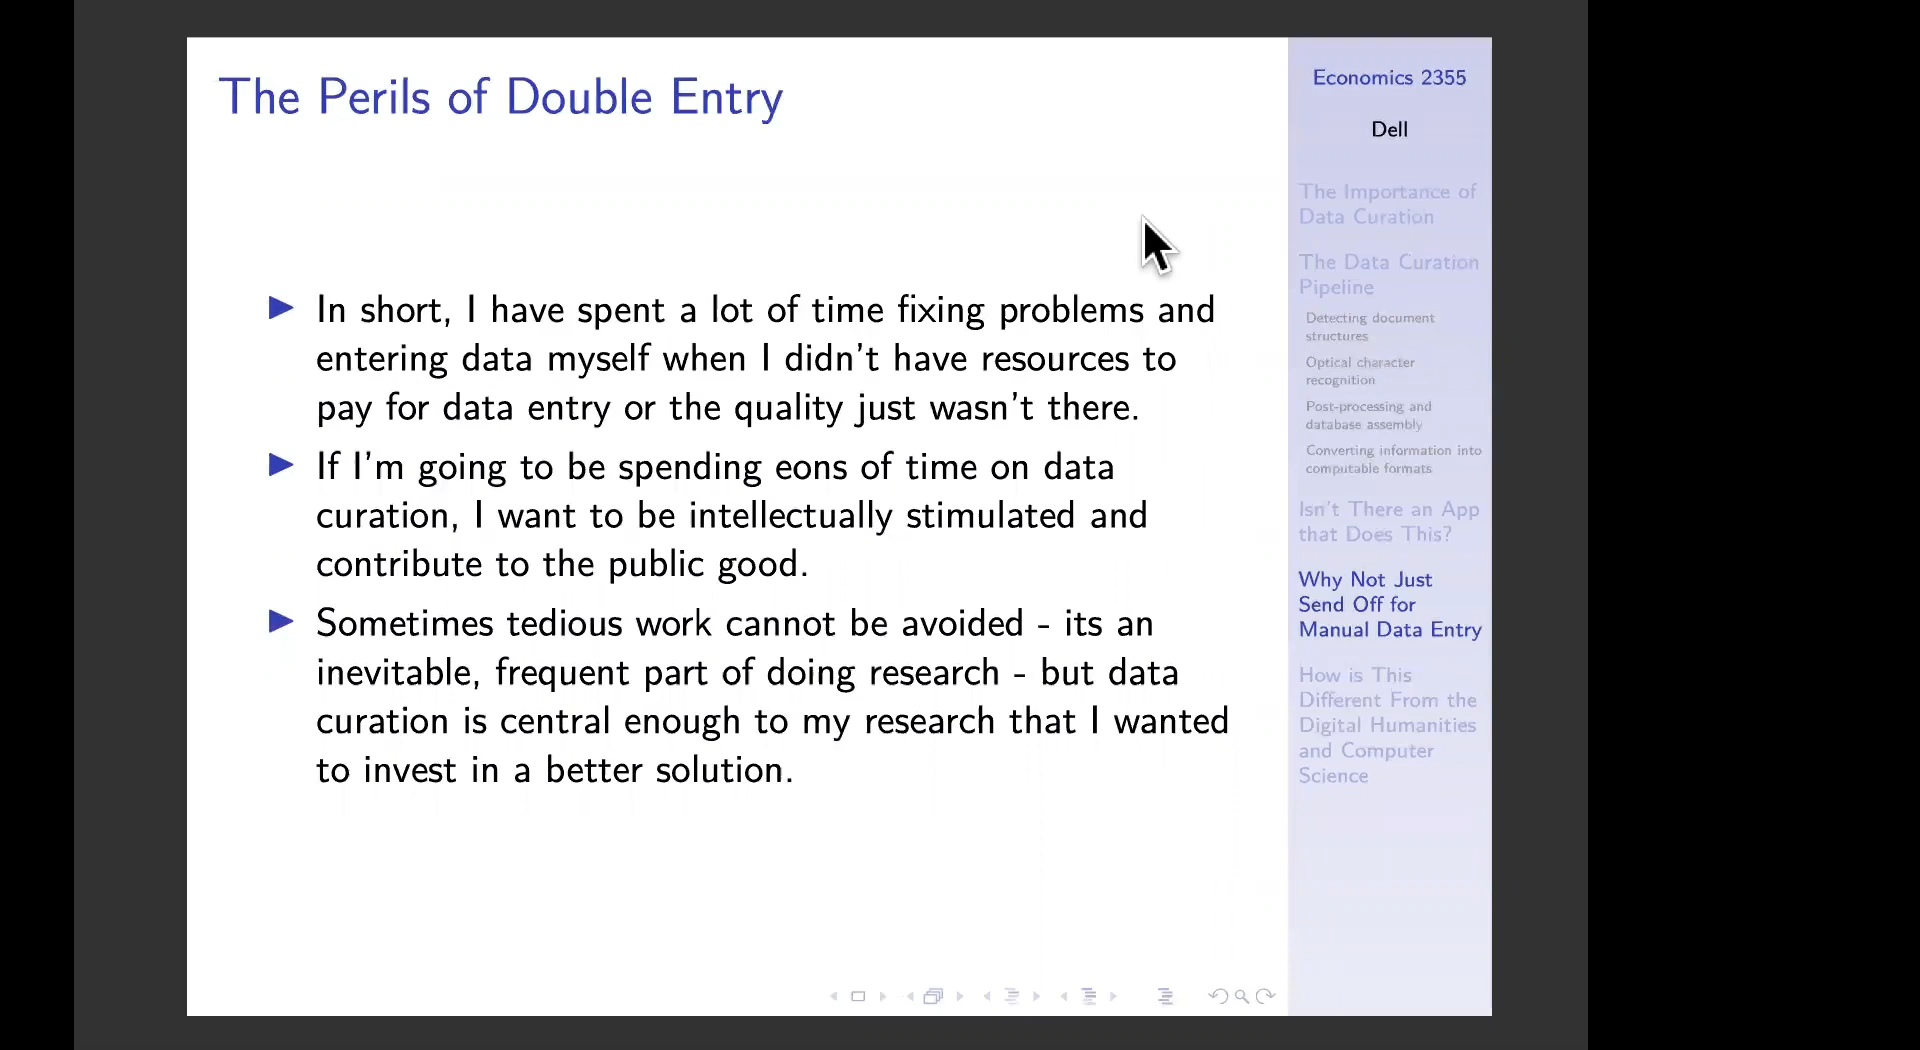 The Perils of Double Entry
In short, I have spent a lot of time fixing problems and
entering data myself when I didn't have resources to
pay for data entry or the quality just wasn't there.
If I'm going to be spending eons of time on data
curation, I want to be intellectually stimulated and
contribute to the public good.
Sometimes tedious work cannot be avoided - its an
inevitable, frequent part of doing research - but data
curation is central enough to my research that I wanted
to invest in a better solution.
Economics 2355
Dell
The Importance of
Data Curation
The Data Curation
Pipeline
Detecting document
structures
Optical character
recognition
Post-processing and
database assembly
Converting information into
computable formats
Isn't There an App
that Does This?
Why Not Just
Send Off for
Manual Data Entry
How is This
Different From the
Digital Humanities
and Computer
Science